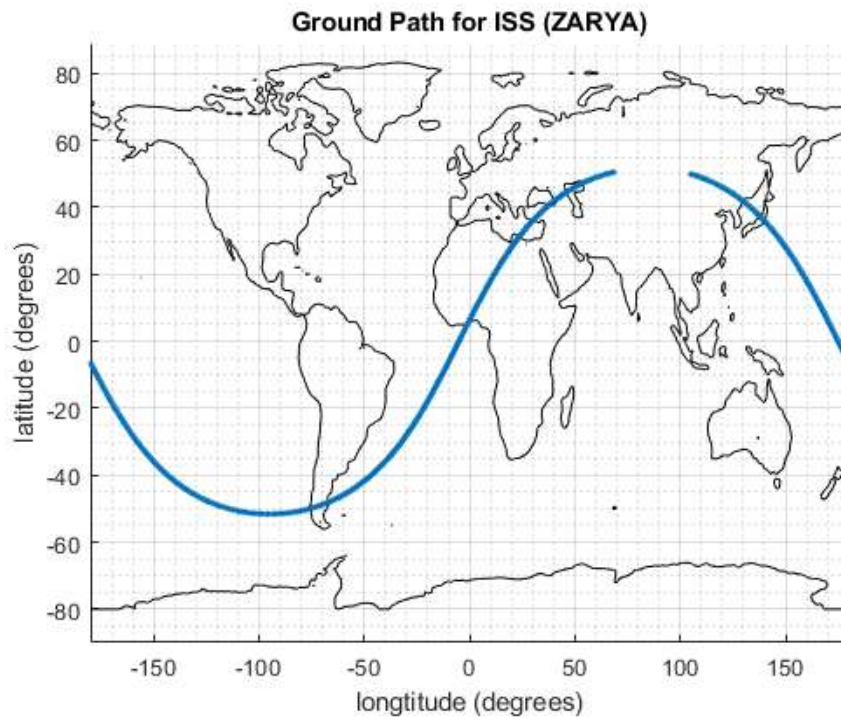 Ground Path for ISS (ZARYA)
80
60
40
20
0
-20
-40
-60
-80
latitude (degrees)
-150 -100 -50 0 50 100 150
longtitude (degrees)